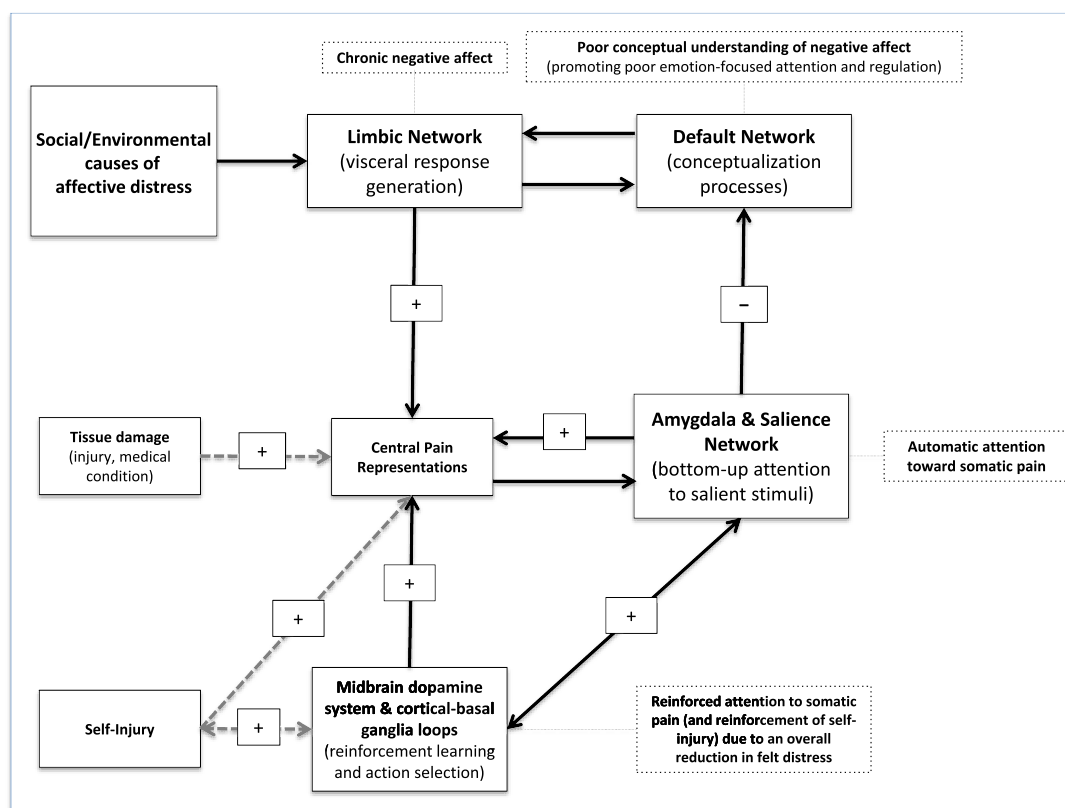 Chronic negative affect
Poor conceptual understanding of negative affect
(promoting poor emotion-focused attention and regulation)
Social/Environmental
causes of
affective distress
Limbic Network
(visceral response
generation)
Default Network
(conceptualization
processes)
+
–
Tissue damage
(injury, medical
condition)
+
Central Pain
Representations
+
Amygdala & Salience
Network
(bottom-up attention
to salient stimuli)
Automatic attention
toward somatic pain
+
+
+
Self-Injury
+
Midbrain dopamine
system & cortical-basal
ganglia loops
(reinforcement learning
and action selection)
Reinforced attention to somatic
pain (and reinforcement of self-
injury) due to an overall
reduction in felt distress